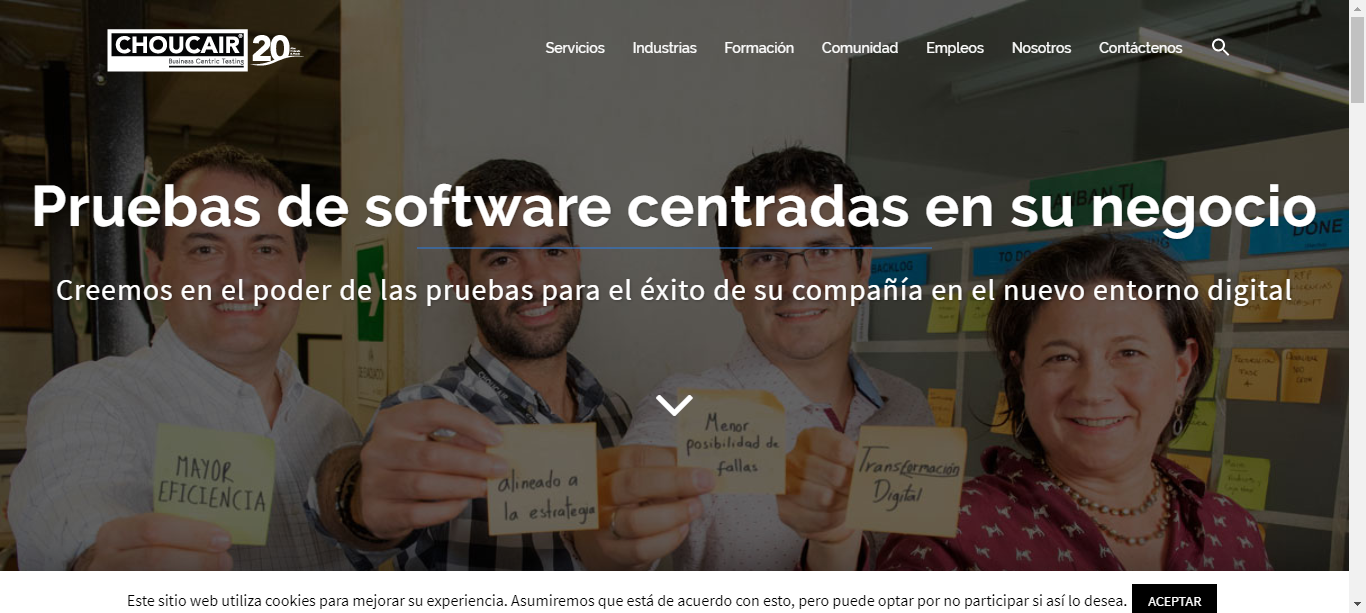 CHOUCAIR
Business Centric Testing
20
Servicios Industrias Formación Comunidad Empleos Nosotros Contáctenos
Pruebas de software centradas en su negocio
Creemos en el poder de las pruebas para el éxito de su compañía en el nuevo entorno digital
KANBAN TI
BACKLOG
TO DO
DONE
MAYOR
EFICIENCIA
alineado a
la estrategia
Menor
posibilidad de
fallas
Transformación
Digital
Este sitio web utiliza cookies para mejorar su experiencia. Asumiremos que está de acuerdo con esto, pero puede optar por no participar si así lo desea. ACEPTAR